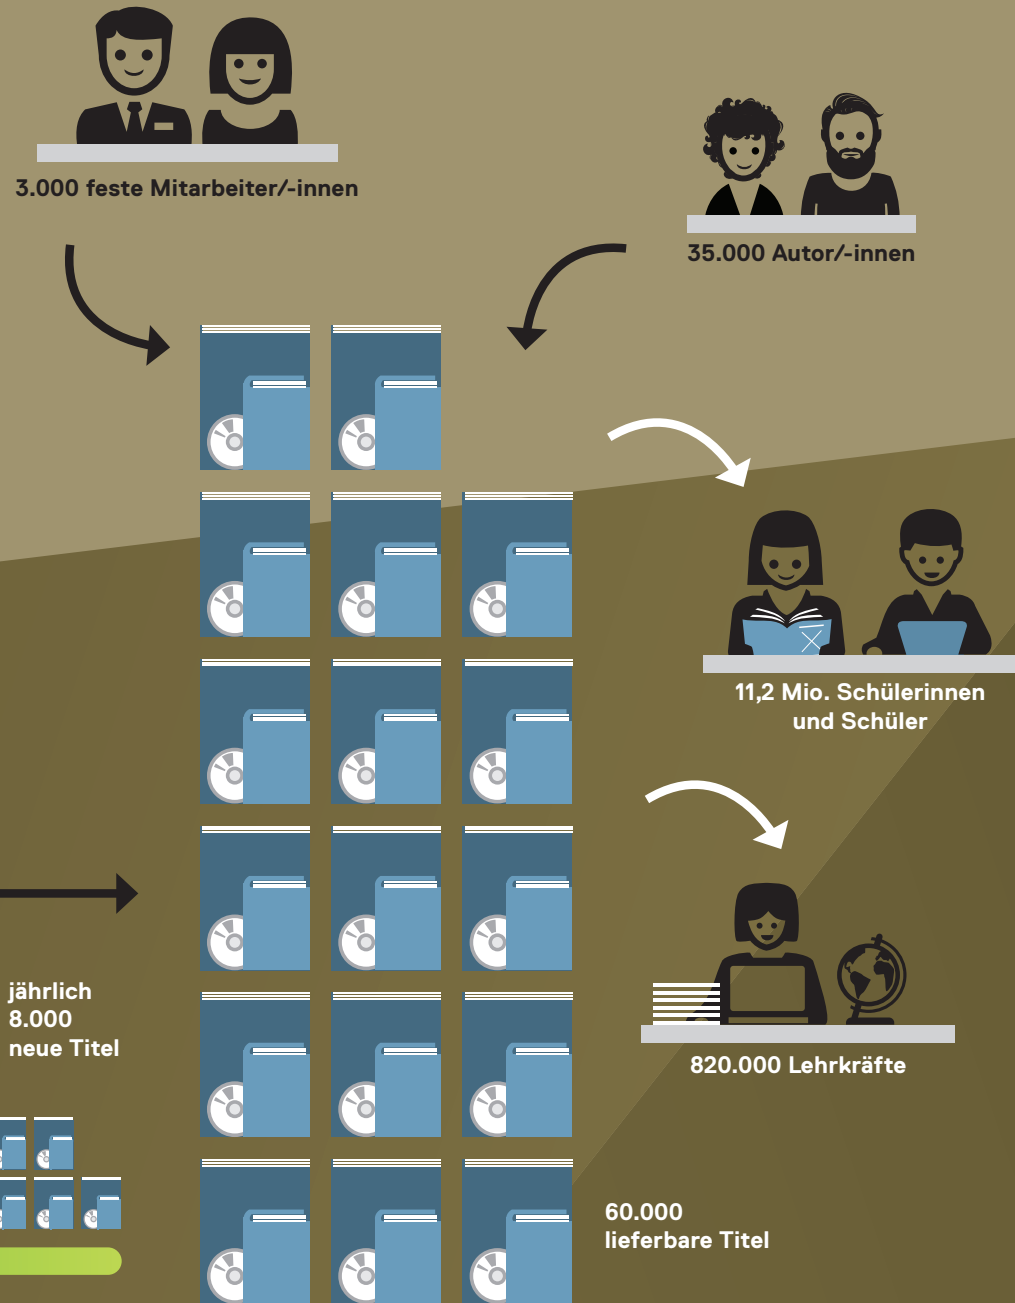 3.000 feste Mitarbeiter/-innen
35.000 Autor/-innen
11,2 Mio. Schülerinnen
und Schüler
jährlich
8.000
neue Titel
820.000 Lehrkräfte
60.000
lieferbare Titel